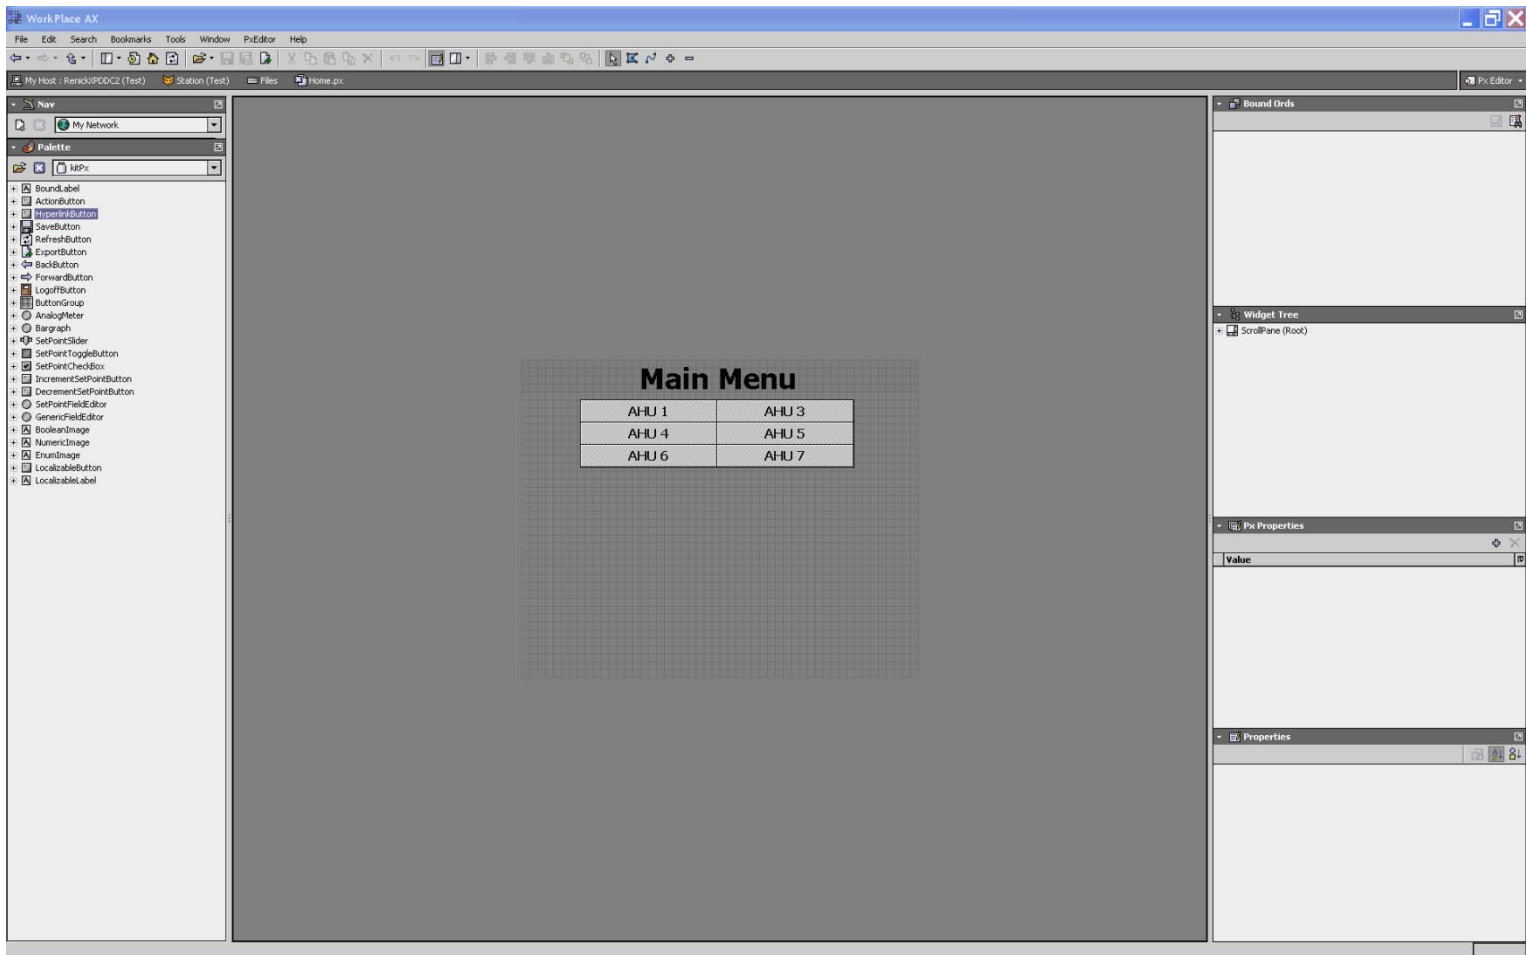 WorkPlace AX
File Edit Search Bookmarks Tools Window PxEditor Help
My Host : RenickXPDDC2 (Test) Station (Test) Files Home.px Px Editor
Nav
My Network
Palette
kitPx
BoundLabel
ActionButton
HyperlinkButton
SaveButton
RefreshButton
ExportButton
BackButton
ForwardButton
LogoffButton
ButtonGroup
AnalogMeter
Bargraph
SetPointSlider
SetPointToggleButton
SetPointCheckBox
IncrementSetPointButton
DecrementSetPointButton
SetPointFieldEditor
GenericFieldEditor
BooleanImage
NumericImage
EnumImage
LocalizableButton
LocalizableLabel
Main Menu
AHU 1 AHU 3
AHU 4 AHU 5
AHU 6 AHU 7
Bound Ords
Widget Tree
ScrollPane (Root)
Px Properties
Value
Properties